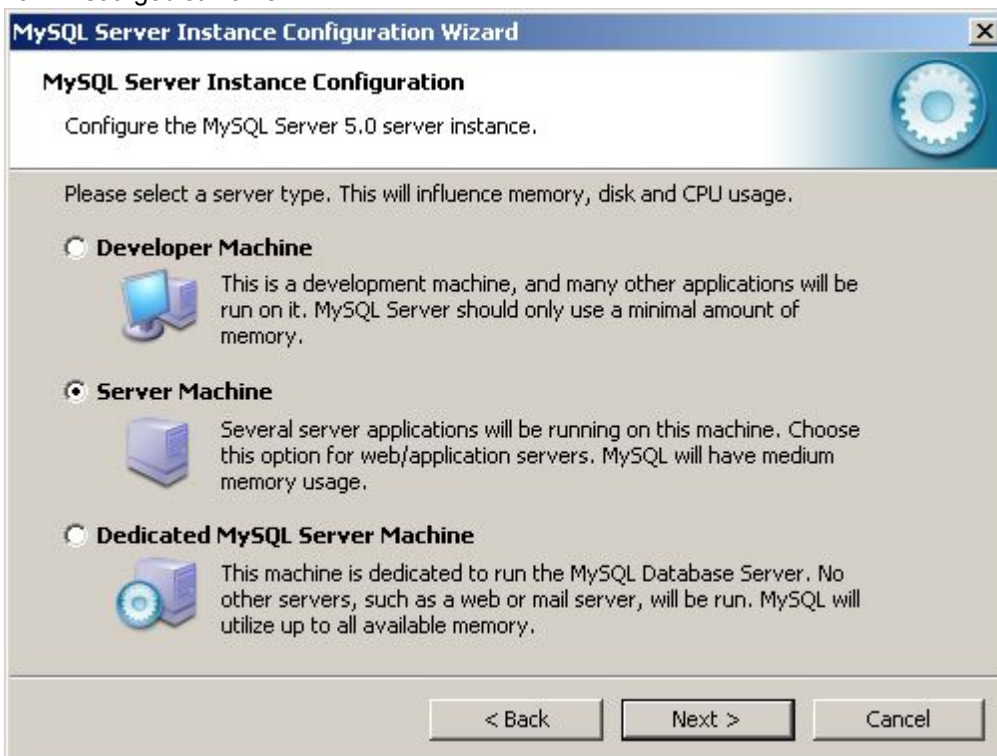 MySQL Server Instance Configuration Wizard
MySQL Server Instance Configuration
Configure the MySQL Server 5.0 server instance.
Please select a server type. This will influence memory, disk and CPU usage.
Developer Machine
This is a development machine, and many other applications will be
run on it. MySQL Server should only use a minimal amount of
memory.
Server Machine
Several server applications will be running on this machine. Choose
this option for web/application servers. MySQL will have medium
memory usage.
Dedicated MySQL Server Machine
This machine is dedicated to run the MySQL Database Server. No
other servers, such as a web or mail server, will be run. MySQL will
utilize up to all available memory.
< Back Next > Cancel